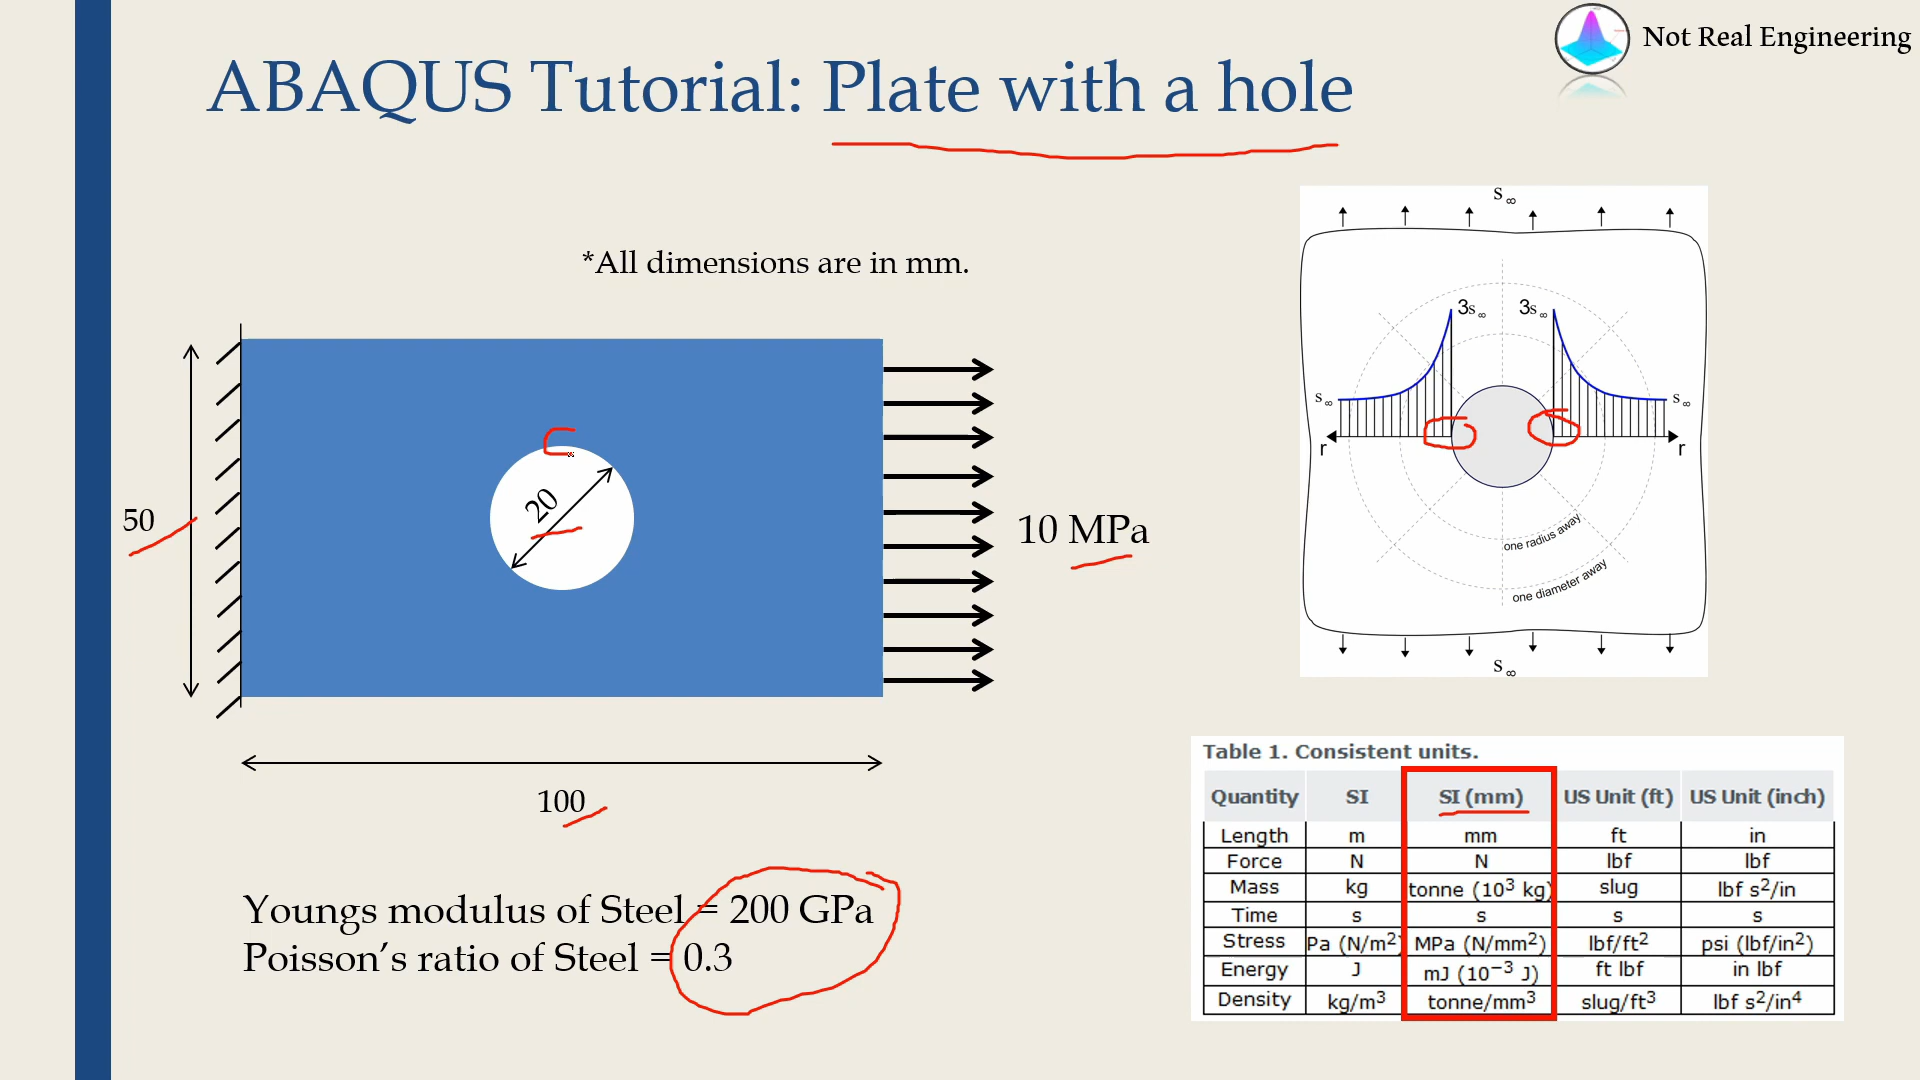 Not Real Engineering
ABAQUS Tutorial: Plate with a hole
*All dimensions are in mm.
50
20
10 MPa
100
Youngs modulus of Steel = 200 GPa
Poisson’s ratio of Steel = 0.3
s∞
3s∞ 3s∞
s∞ s∞
r r
one radius away
one diameter away
s∞
Table 1. Consistent units.
Quantity SI SI (mm) US Unit (ft) US Unit (inch)
Length m mm ft in
Force N N lbf lbf
Mass kg tonne (10³ kg) slug lbf s²/in
Time s s s s
Stress Pa (N/m²) MPa (N/mm²) lbf/ft² psi (lbf/in²)
Energy J mJ (10⁻³ J) ft lbf in lbf
Density kg/m³ tonne/mm³ slug/ft³ lbf s²/in⁴